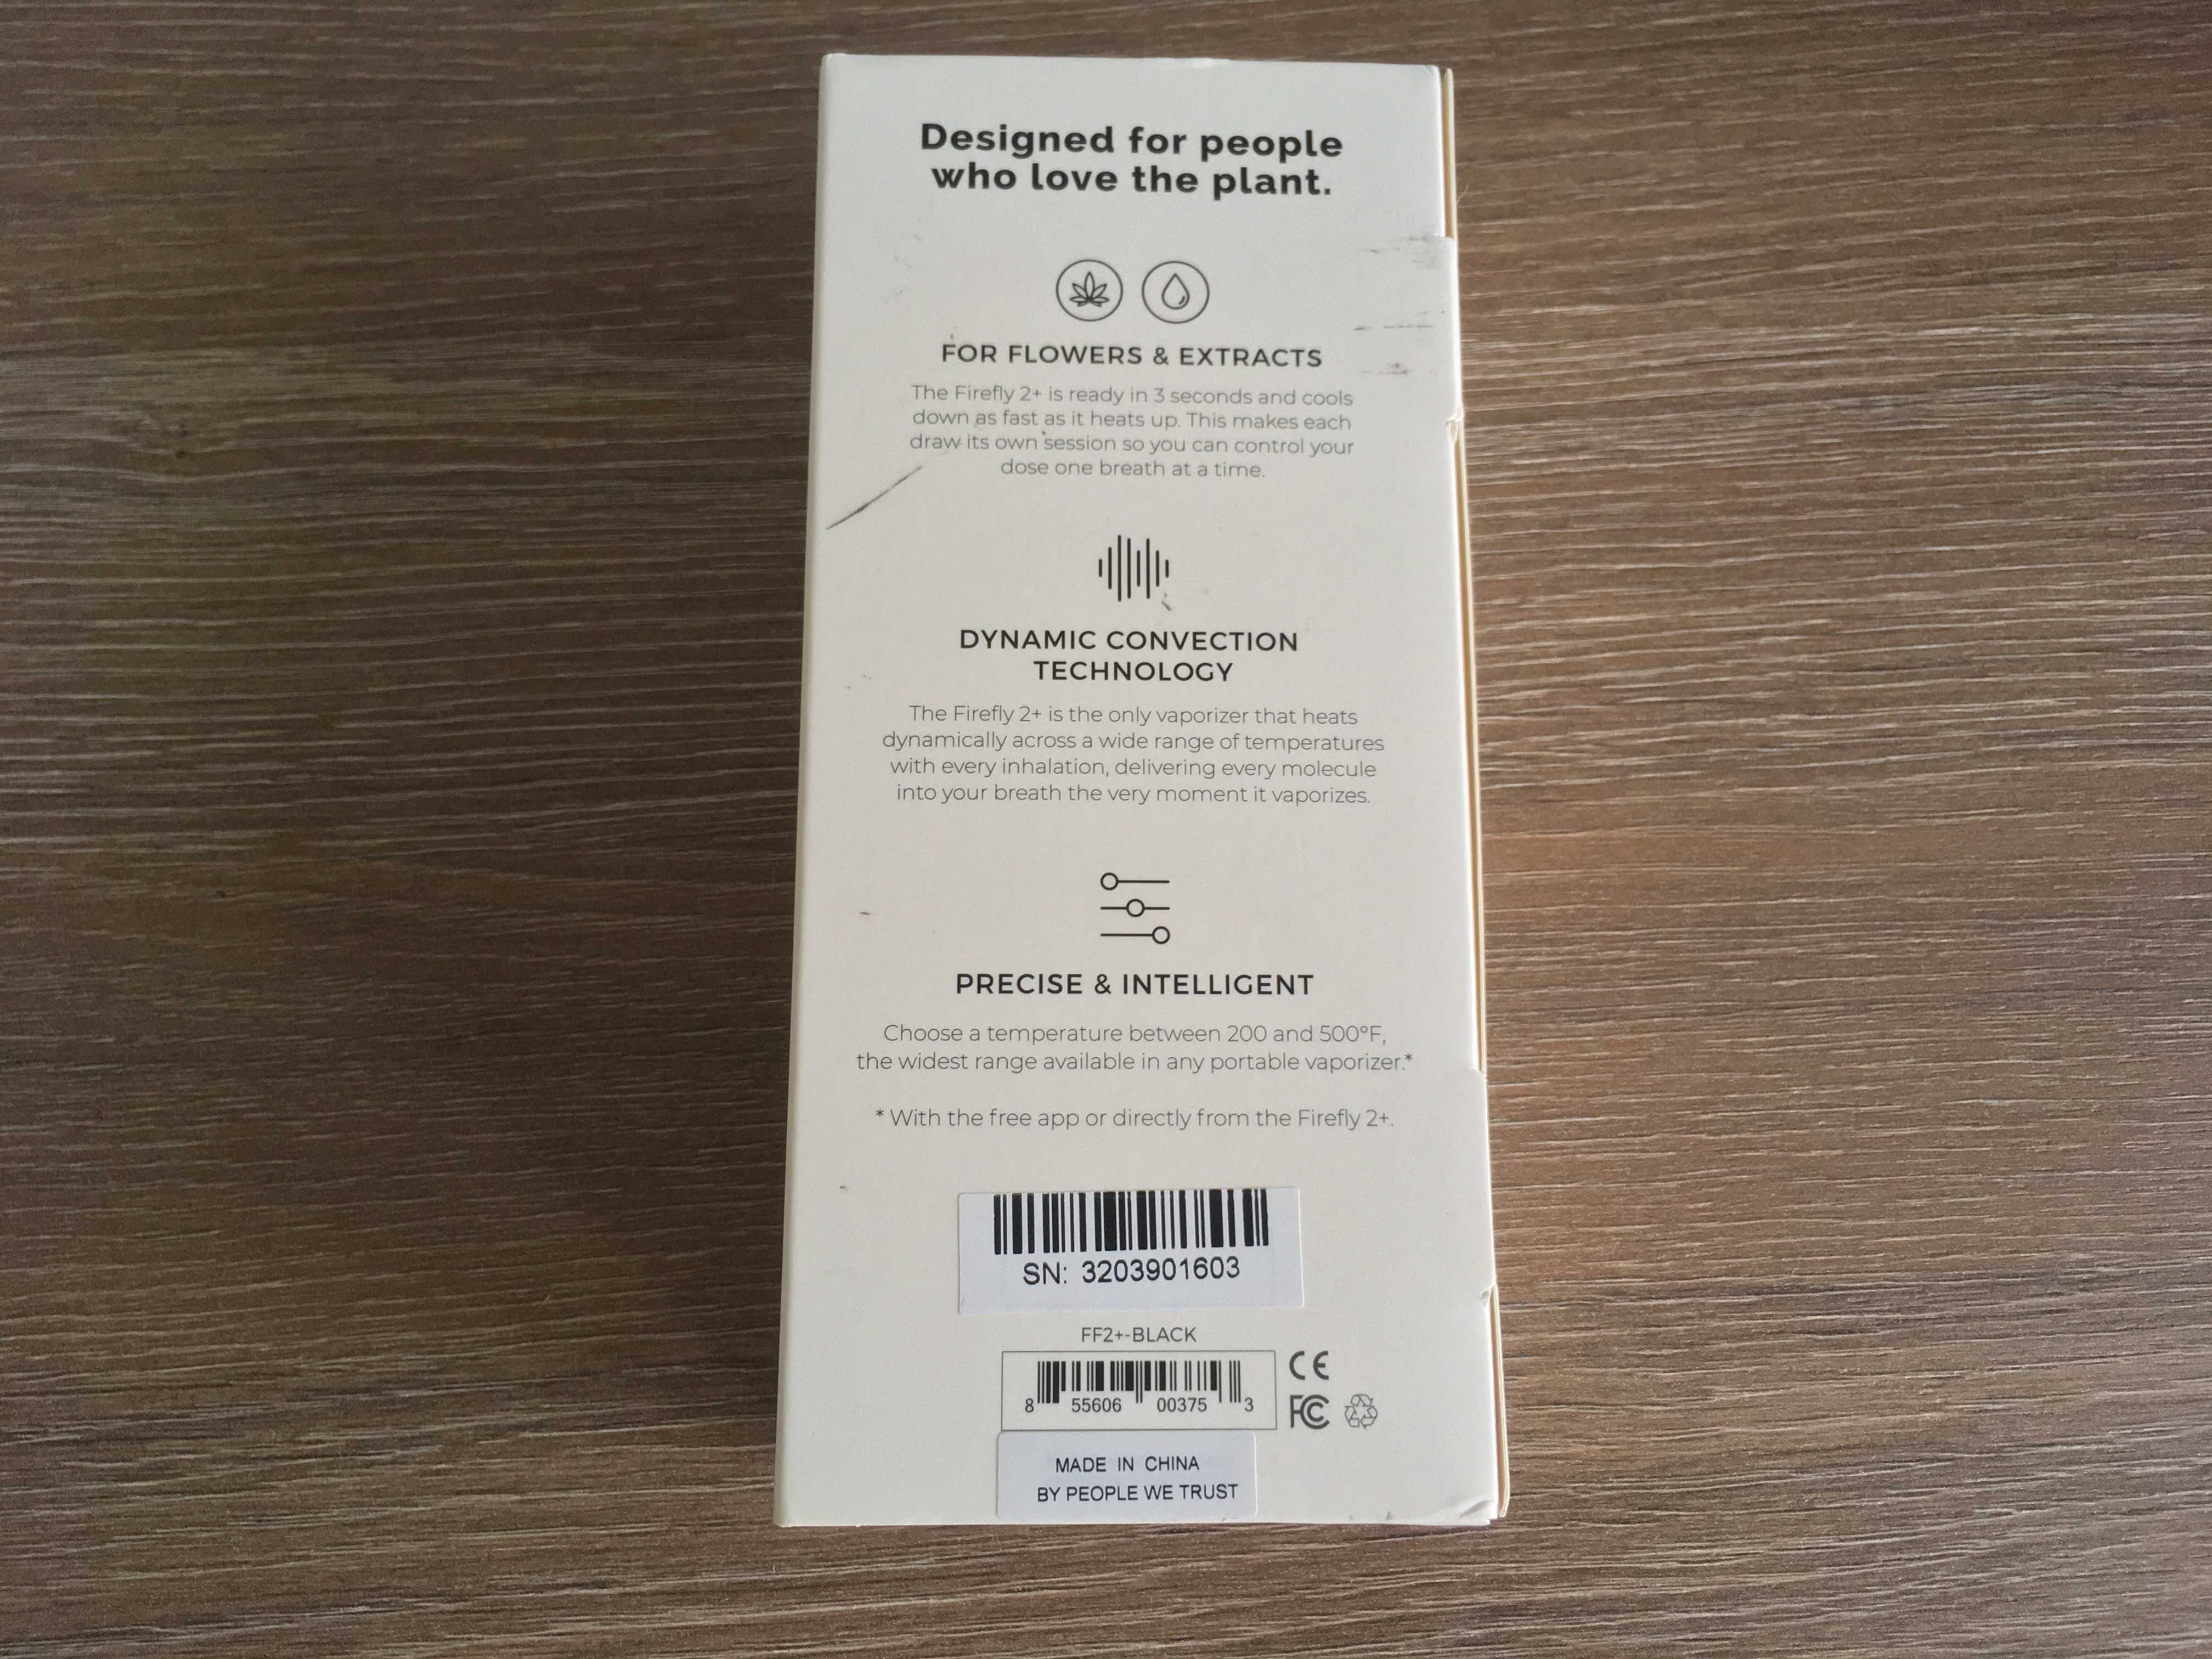 Designed for people
who love the plant.
FOR FLOWERS & EXTRACTS
The Firefly 2+ is ready in 3 seconds and cools
down as fast as it heats up. This makes each
draw its own session so you can control your
dose one breath at a time.
DYNAMIC CONVECTION
TECHNOLOGY
The Firefly 2+ is the only vaporizer that heats
dynamically across a wide range of temperatures
with every inhalation, delivering every molecule
into your breath the very moment it vaporizes.
PRECISE & INTELLIGENT
Choose a temperature between 200 and 500°F,
the widest range available in any portable vaporizer.*
* With the free app or directly from the Firefly 2+.
SN: 3203901603
FF2+-BLACK
8 55606 00375 3
CE
FC
MADE IN CHINA
BY PEOPLE WE TRUST